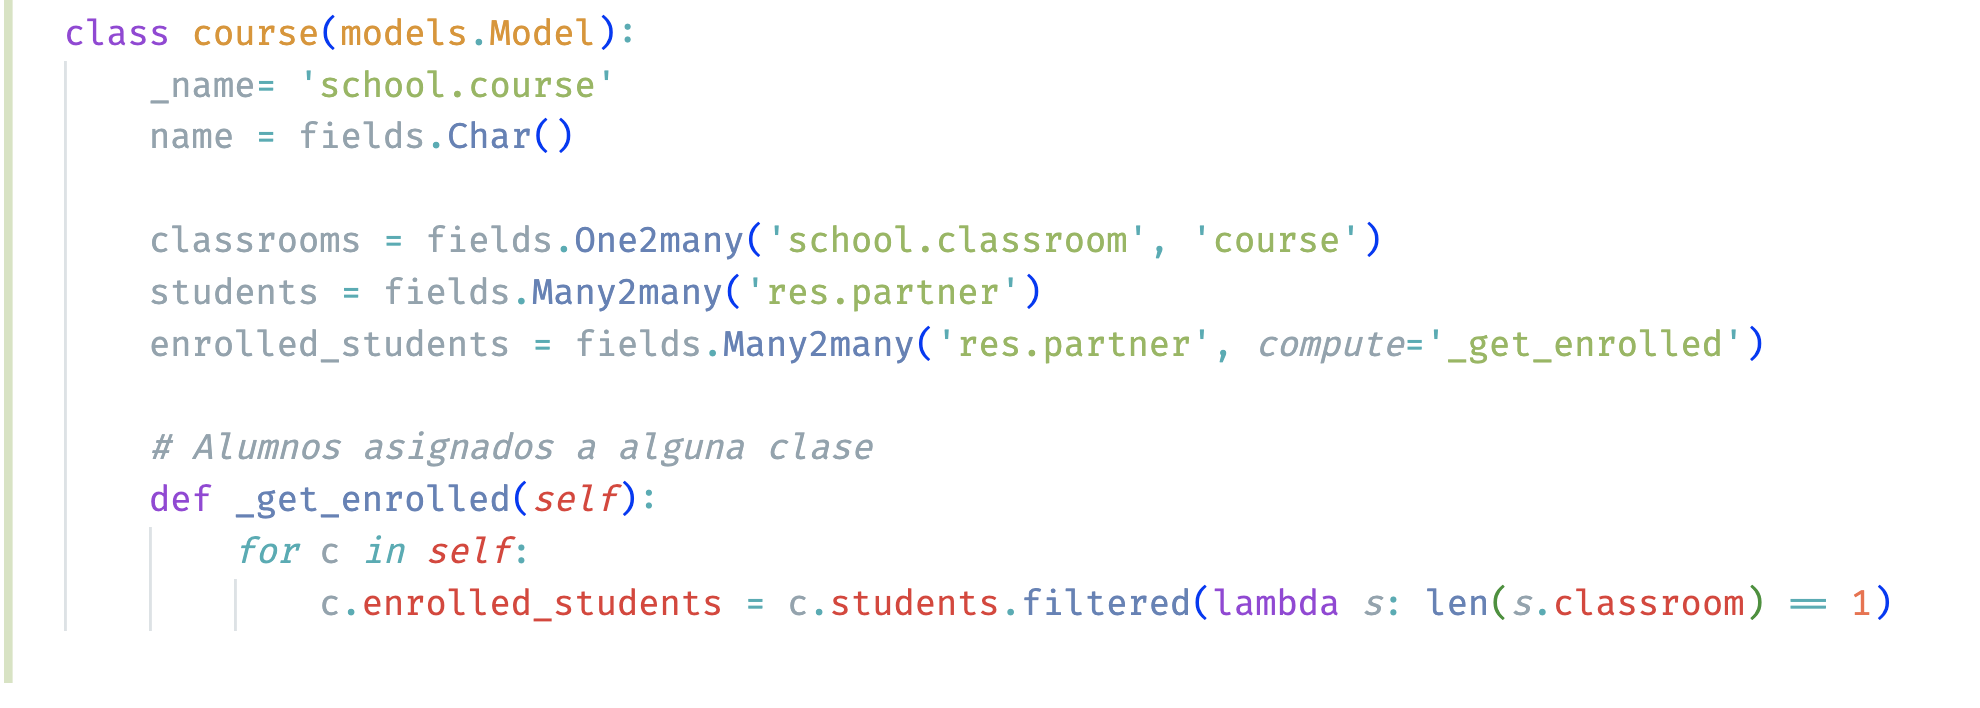 class course(models.Model):
    _name= 'school.course'
    name = fields.Char()

    classrooms = fields.One2many('school.classroom', 'course')
    students = fields.Many2many('res.partner')
    enrolled_students = fields.Many2many('res.partner', compute='_get_enrolled')

    # Alumnos asignados a alguna clase
    def _get_enrolled(self):
        for c in self:
            c.enrolled_students = c.students.filtered(lambda s: len(s.classroom) == 1)